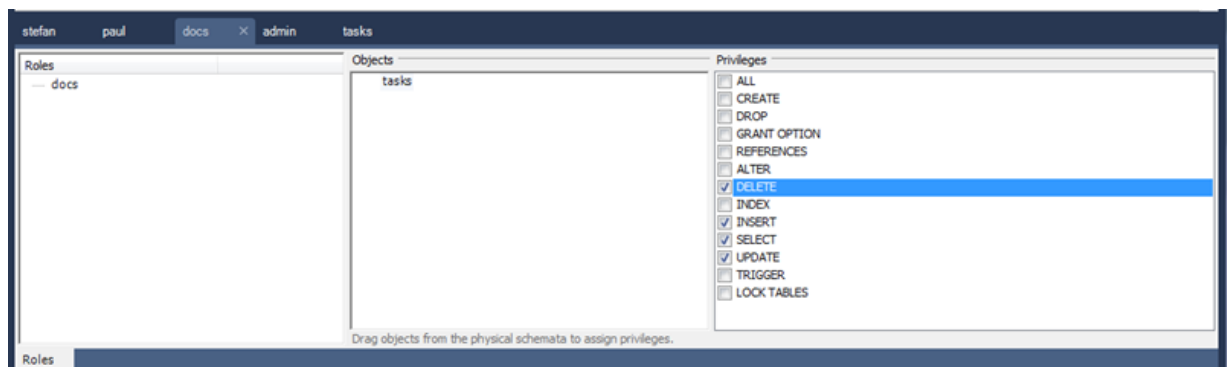 stefan paul docs × admin tasks
Roles
docs
Objects
tasks
Drag objects from the physical schemata to assign privileges.
Privileges
ALL
CREATE
DROP
GRANT OPTION
REFERENCES
ALTER
DELETE
INDEX
INSERT
SELECT
UPDATE
TRIGGER
LOCK TABLES
Roles